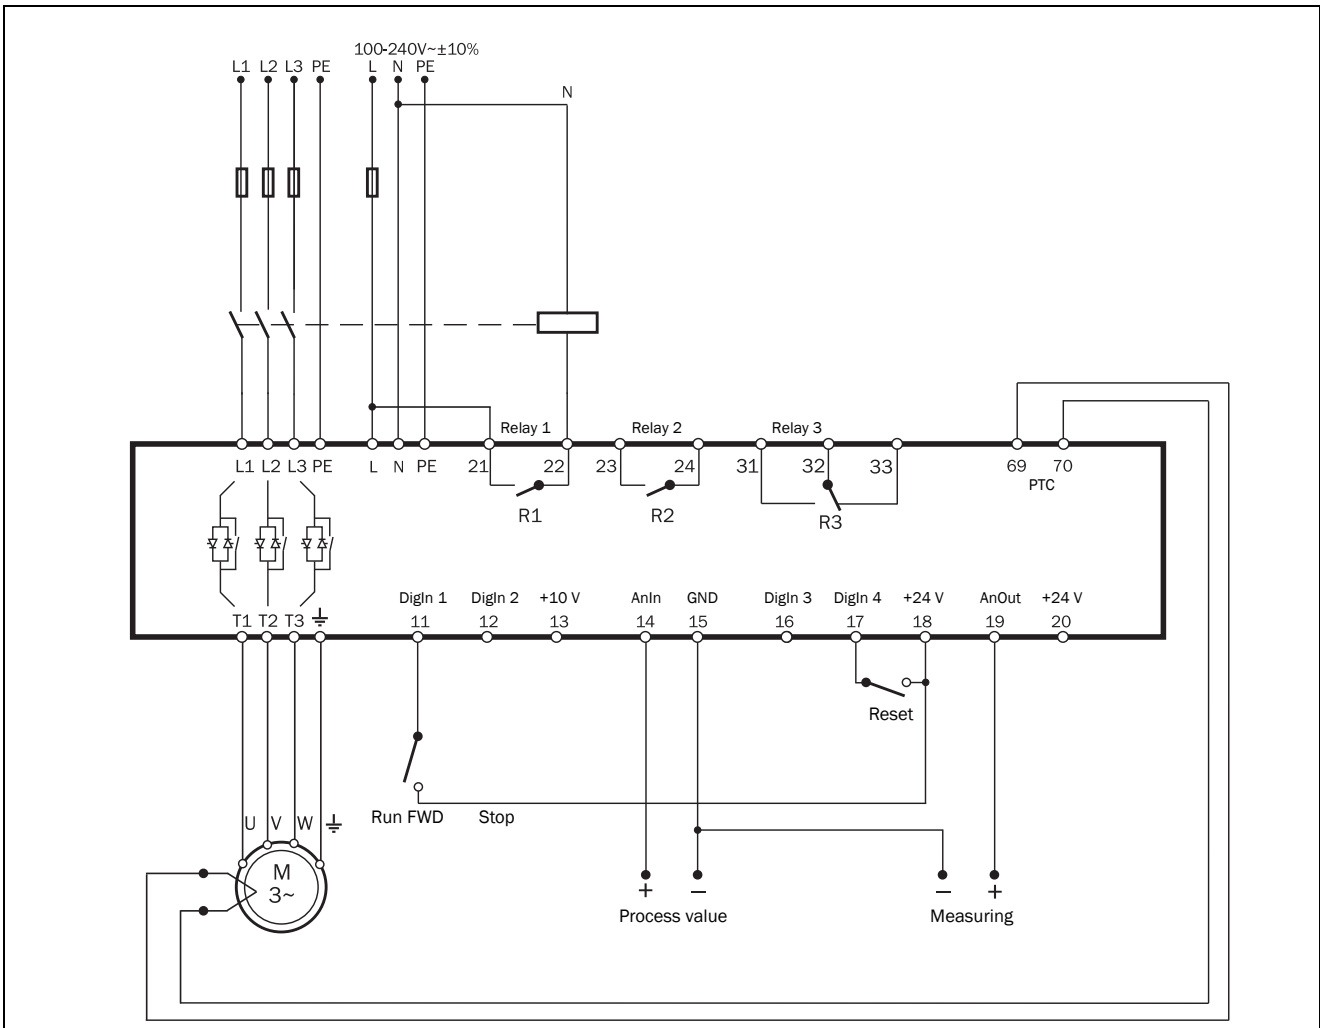 100-240V~±10%
L1 L2 L3 PE L N PE
N
Relay 1 Relay 2 Relay 3
L1 L2 L3 PE L N PE 21 22 23 24 31 32 33 69 70
PTC
R1 R2 R3
DigIn 1 DigIn 2 +10 V AnIn GND DigIn 3 DigIn 4 +24 V AnOut +24 V
T1 T2 T3 11 12 13 14 15 16 17 18 19 20
Reset
Run FWD Stop
U V W
M
3~
+ − − +
Process value Measuring